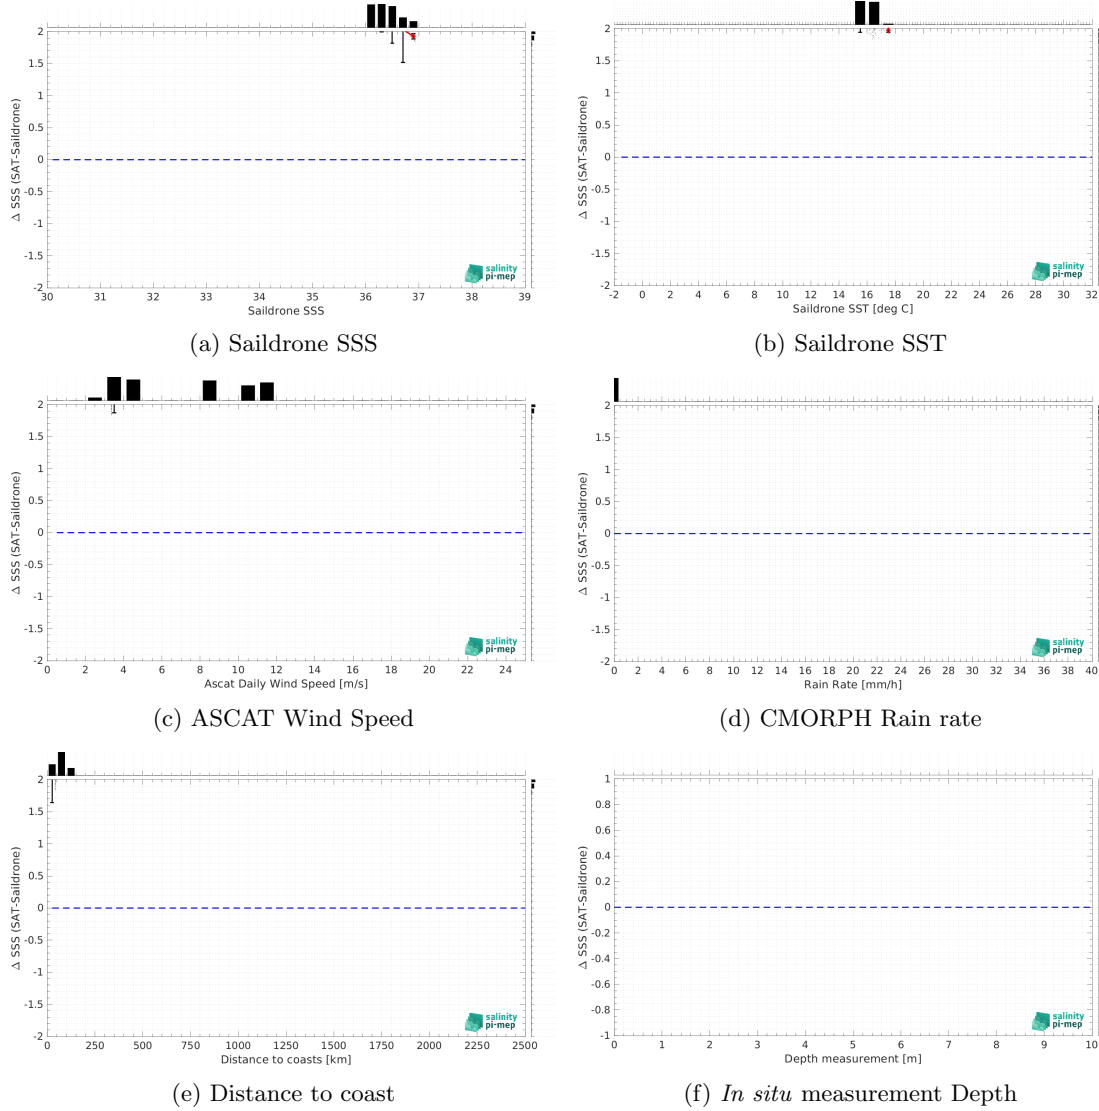 2
1.5
1
0.5
0
-0.5
-1
-1.5
-2
Δ SSS (SAT-Saildrone)
30 31 32 33 34 35 36 37 38 39
Saildrone SSS
salinity
pi-mep
(a) Saildrone SSS
2
1.5
1
0.5
0
-0.5
-1
-1.5
-2
Δ SSS (SAT-Saildrone)
-2 0 2 4 6 8 10 12 14 16 18 20 22 24 26 28 30 32
Saildrone SST [deg C]
salinity
pi-mep
(b) Saildrone SST
2
1.5
1
0.5
0
-0.5
-1
-1.5
-2
Δ SSS (SAT-Saildrone)
0 2 4 6 8 10 12 14 16 18 20 22 24
Ascat Daily Wind Speed [m/s]
salinity
pi-mep
(c) ASCAT Wind Speed
2
1.5
1
0.5
0
-0.5
-1
-1.5
-2
Δ SSS (SAT-Saildrone)
0 2 4 6 8 10 12 14 16 18 20 22 24 26 28 30 32 34 36 38 40
Rain Rate [mm/h]
salinity
pi-mep
(d) CMORPH Rain rate
2
1.5
1
0.5
0
-0.5
-1
-1.5
-2
Δ SSS (SAT-Saildrone)
0 250 500 750 1000 1250 1500 1750 2000 2250 2500
Distance to coasts [km]
salinity
pi-mep
(e) Distance to coast
1
0.8
0.6
0.4
0.2
0
-0.2
-0.4
-0.6
-0.8
-1
Δ SSS (SAT-Saildrone)
0 1 2 3 4 5 6 7 8 9 10
Depth measurement [m]
salinity
pi-mep
(f) In situ measurement Depth